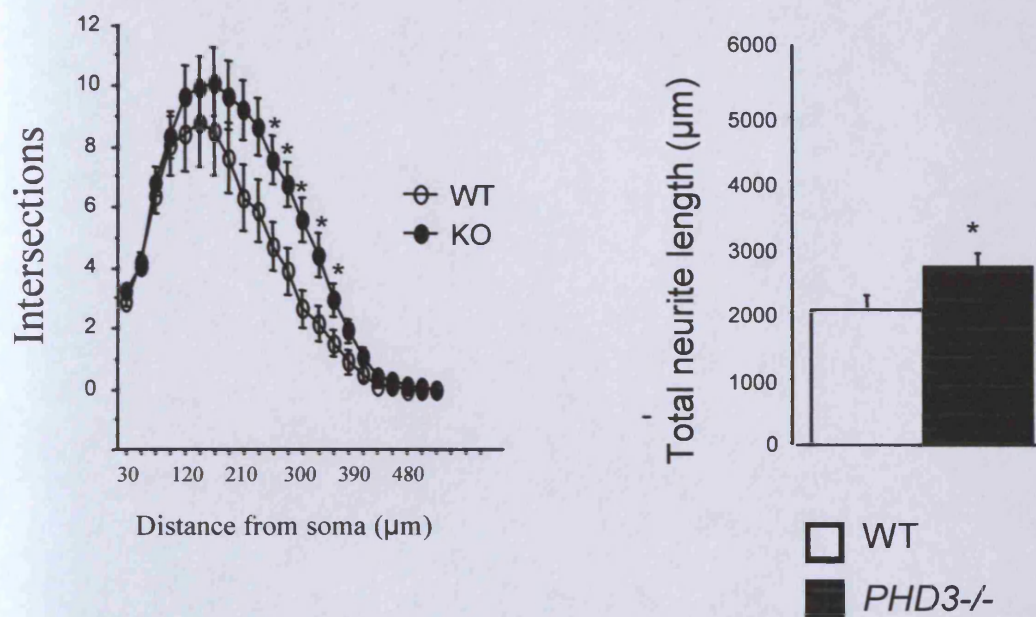 12
10
8
6
4
2
0
Intersections
30 120 210 300 390 480
Distance from soma (µm)
* * * * *
WT
KO
6000
5000
4000
3000
2000
1000
0
Total neurite length (µm)
*
WT
PHD3-/-